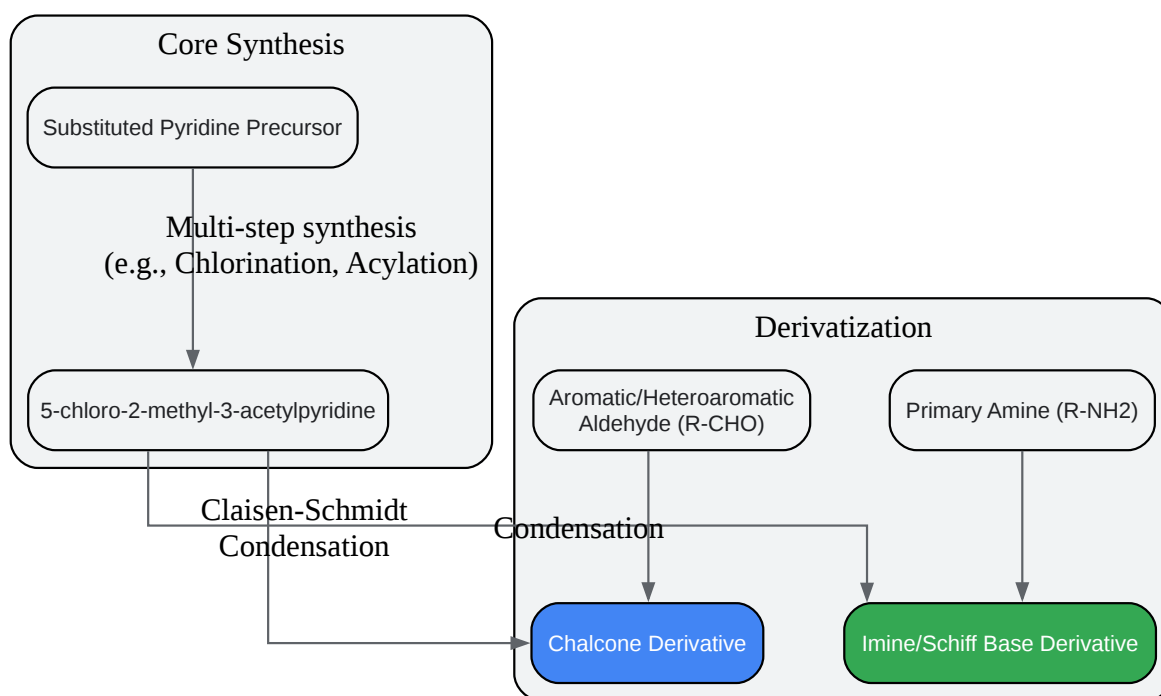 Core Synthesis
Substituted Pyridine Precursor
Multi-step synthesis
(e.g., Chlorination, Acylation)
5-chloro-2-methyl-3-acetylpyridine
Derivatization
Aromatic/Heteroaromatic
Aldehyde (R-CHO)
Primary Amine (R-NH2)
Claisen-Schmidt
Condensation
Condensation
Chalcone Derivative
Imine/Schiff Base Derivative